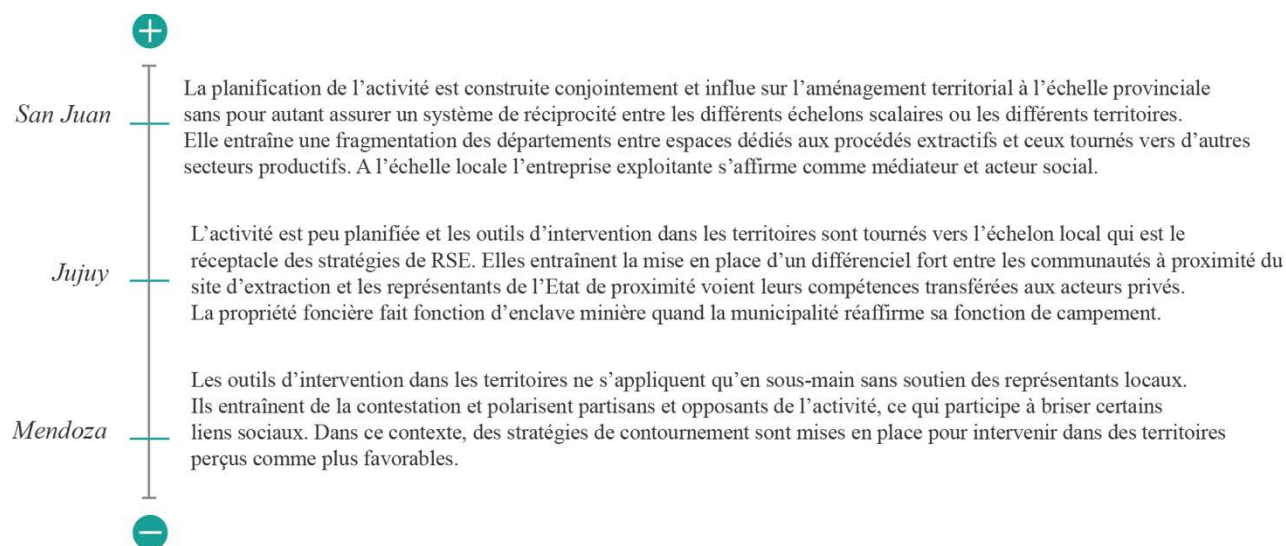 +
San Juan
La planification de l’activité est construite conjointement et influe sur l’aménagement territorial à l’échelle provinciale
sans pour autant assurer un système de réciprocité entre les différents échelons scalaires ou les différents territoires.
Elle entraîne une fragmentation des départements entre espaces dédiés aux procédés extractifs et ceux tournés vers d’autres
secteurs productifs. A l’échelle locale l’entreprise exploitante s’affirme comme médiateur et acteur social.
Jujuy
L’activité est peu planifiée et les outils d’intervention dans les territoires sont tournés vers l’échelon local qui est le
réceptacle des stratégies de RSE. Elles entraînent la mise en place d’un différenciel fort entre les communautés à proximité du
site d’extraction et les représentants de l’Etat de proximité voient leurs compétences transférées aux acteurs privés.
La propriété foncière fait fonction d’enclave minière quand la municipalité réaffirme sa fonction de campement.
Mendoza
Les outils d’intervention dans les territoires ne s’appliquent qu’en sous-main sans soutien des représentants locaux.
Ils entraînent de la contestation et polarisent partisans et opposants de l’activité, ce qui participe à briser certains
liens sociaux. Dans ce contexte, des stratégies de contournement sont mises en place pour intervenir dans des territoires
perçus comme plus favorables.
−